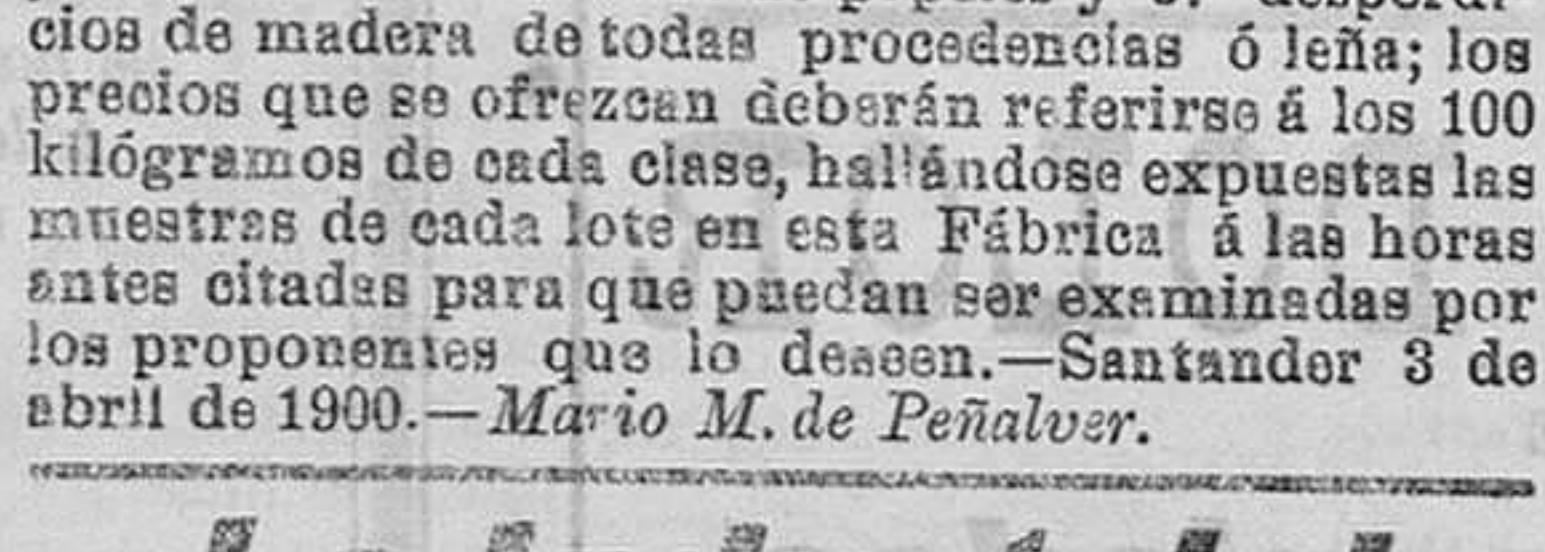 cios de madera de todas procedencias ó leña; los
precios que se ofrezcan deberán referirse á los 100
kilógramos de cada clase, hallándose expuestas las
muestras de cada lote en esta Fábrica á las horas
antes citadas para que puedan ser examinadas por
los proponentes que lo deseen.—Santander 3 de
abril de 1900.—Mario M. de Peñalver.